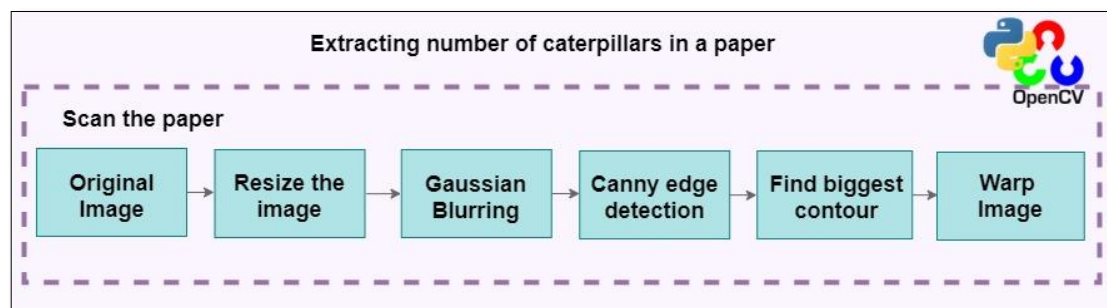 Extracting number of caterpillars in a paper
OpenCV
Scan the paper
Original
Image
Resize the
image
Gaussian
Blurring
Canny edge
detection
Find biggest
contour
Warp
Image